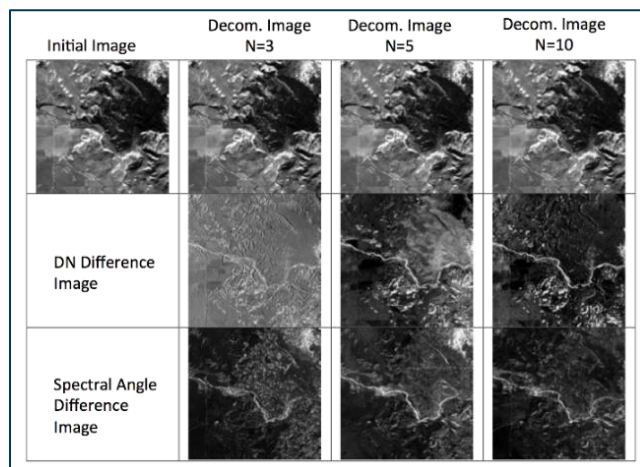 Initial Image
Decom. Image
N=3
Decom. Image
N=5
Decom. Image
N=10
DN Difference
Image
Spectral Angle
Difference
Image